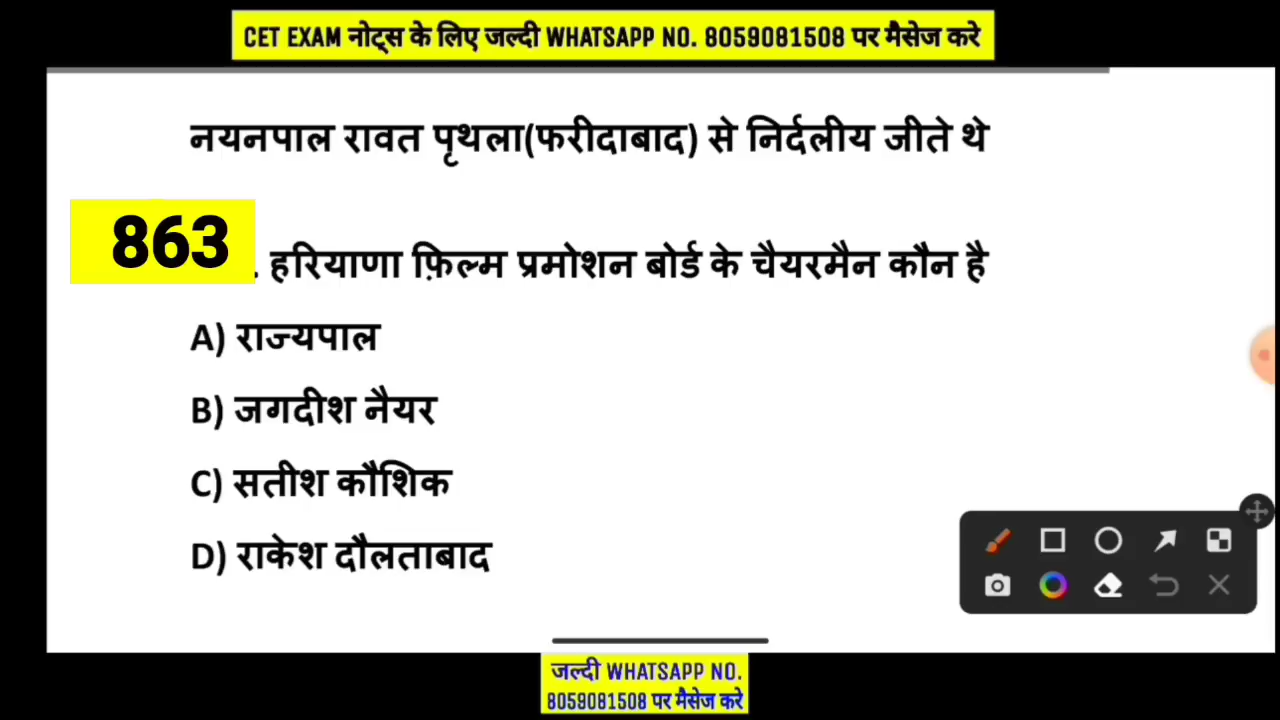 CET EXAM नोट्स के लिए जल्दी WHATSAPP NO. 8059081508 पर मैसेज करे
नयनपाल रावत पृथला(फरीदाबाद) से निर्दलीय जीते थे
863 . हरियाणा फ़िल्म प्रमोशन बोर्ड के चैयरमैन कौन है
A) राज्यपाल
B) जगदीश नैयर
C) सतीश कौशिक
D) राकेश दौलताबाद
जल्दी WHATSAPP NO.
8059081508 पर मैसेज करे